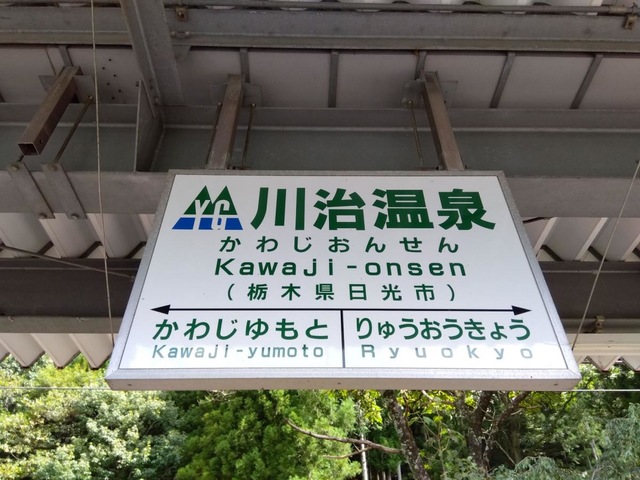 YG 川治温泉
かわじおんせん
Kawaji-onsen
(栃木県日光市)
かわじゆもと りゅうおうきょう
Kawaji-yumoto Ryuokyo